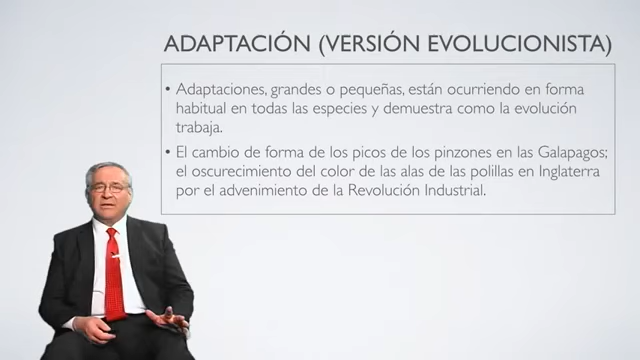 ADAPTACIÓN (VERSIÓN EVOLUCIONISTA)
• Adaptaciones, grandes o pequeñas, están ocurriendo en forma
habitual en todas las especies y demuestra como la evolución
trabaja.
• El cambio de forma de los picos de los pinzones en las Galapagos;
el oscurecimiento del color de las alas de las polillas en Inglaterra
por el advenimiento de la Revolución Industrial.